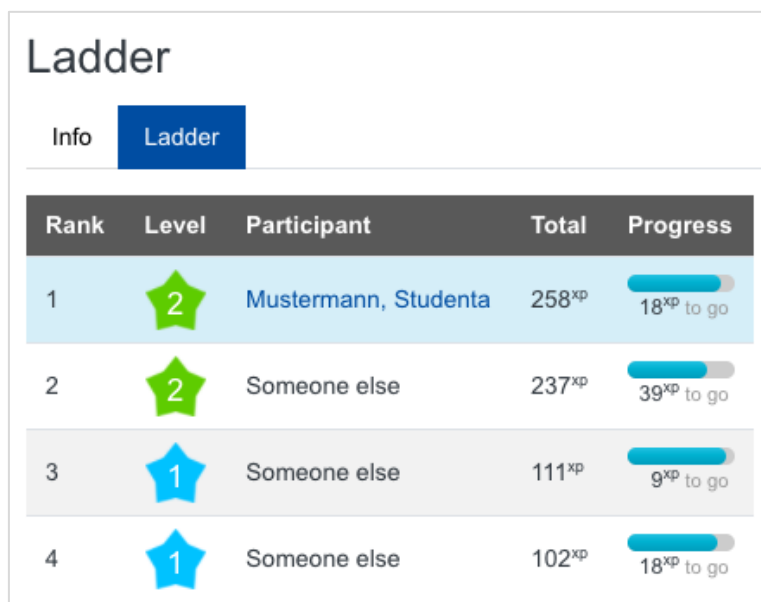 Ladder
Info Ladder
Rank Level Participant Total Progress
1 2 Mustermann, Studenta 258xp 18xp to go
2 2 Someone else 237xp 39xp to go
3 1 Someone else 111xp 9xp to go
4 1 Someone else 102xp 18xp to go